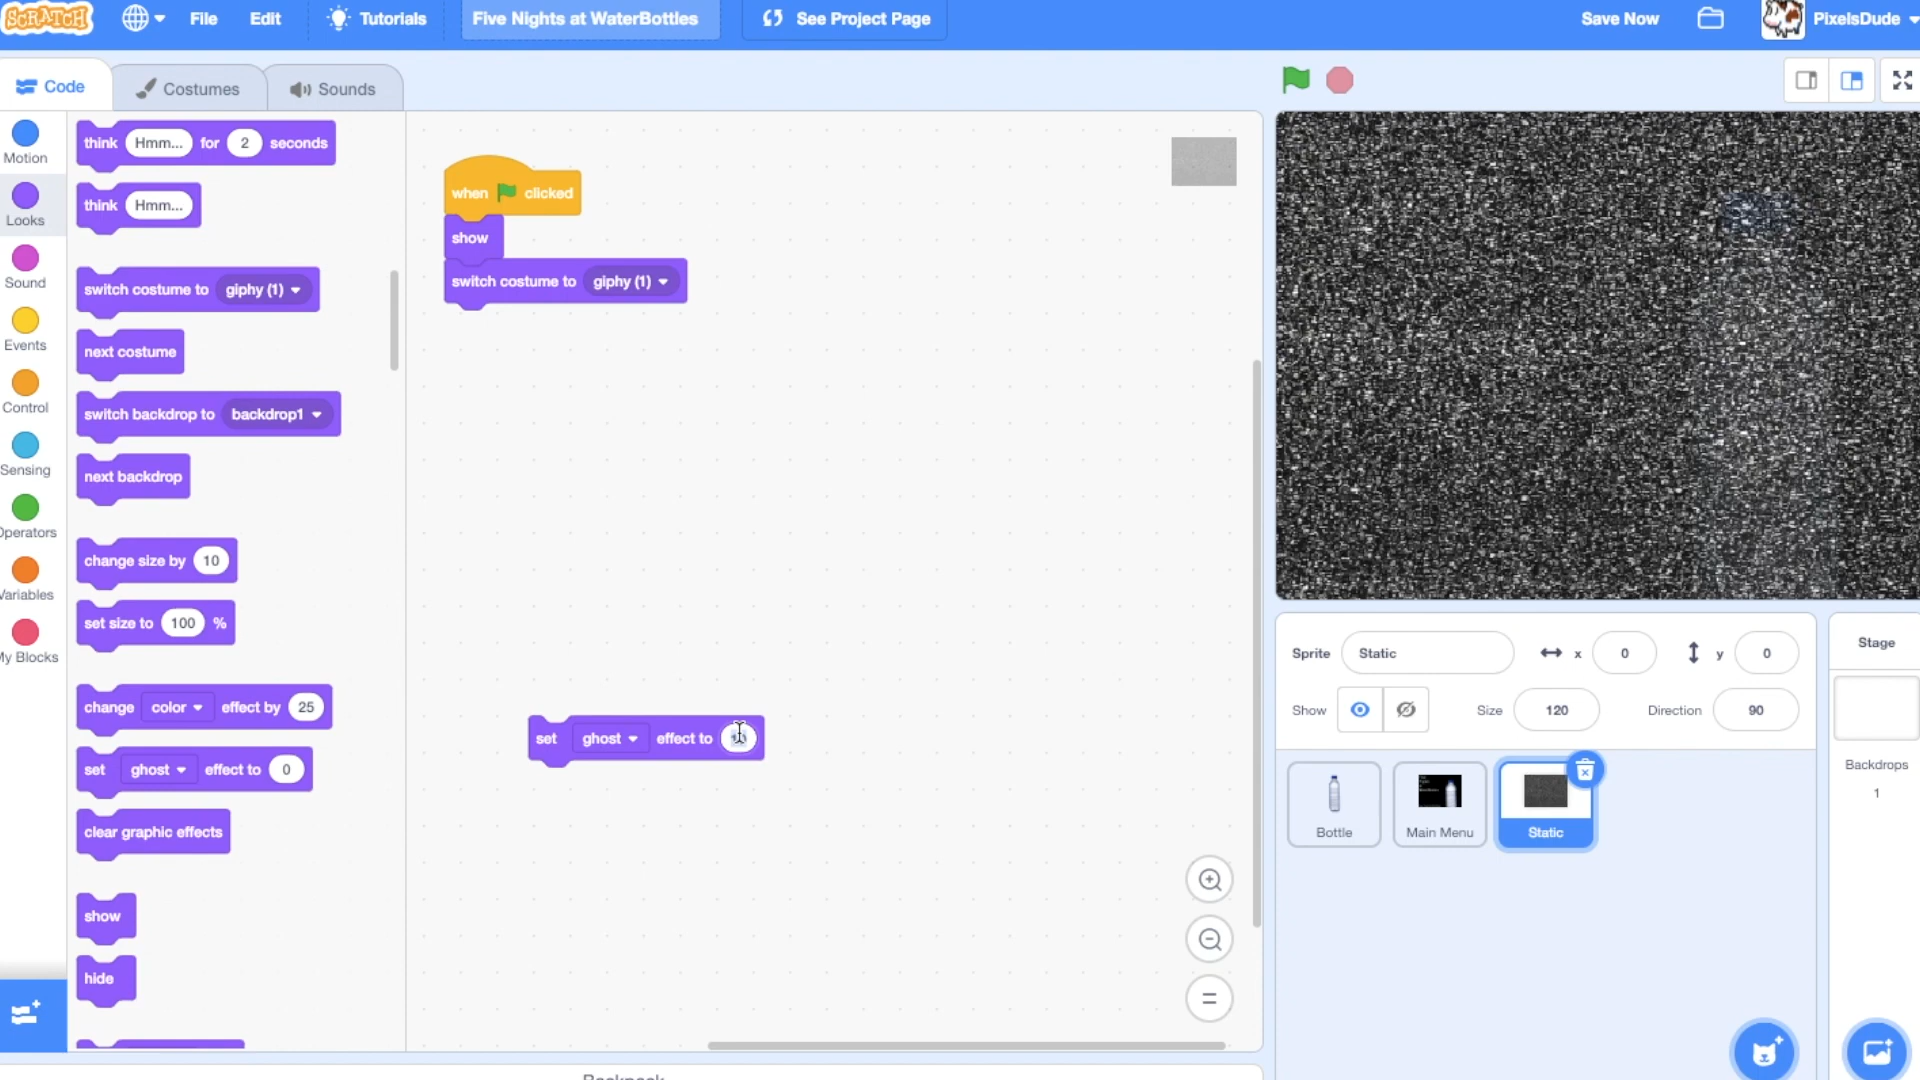 SCRATCH
File
Edit
Tutorials
Five Nights at WaterBottles
See Project Page
Save Now
PixelsDude
Code
Costumes
Sounds
Motion
Looks
Sound
Events
Control
Sensing
Operators
Variables
My Blocks
think Hmm... for 2 seconds
think Hmm...
switch costume to giphy (1)
next costume
switch backdrop to backdrop1
next backdrop
change size by 10
set size to 100 %
change color effect by 25
set ghost effect to 0
clear graphic effects
show
hide
when clicked
show
switch costume to giphy (1)
set ghost effect to
Sprite Static x 0 y 0
Show Size 120 Direction 90
Bottle
Main Menu
Static
Stage
Backdrops
1
Backpack